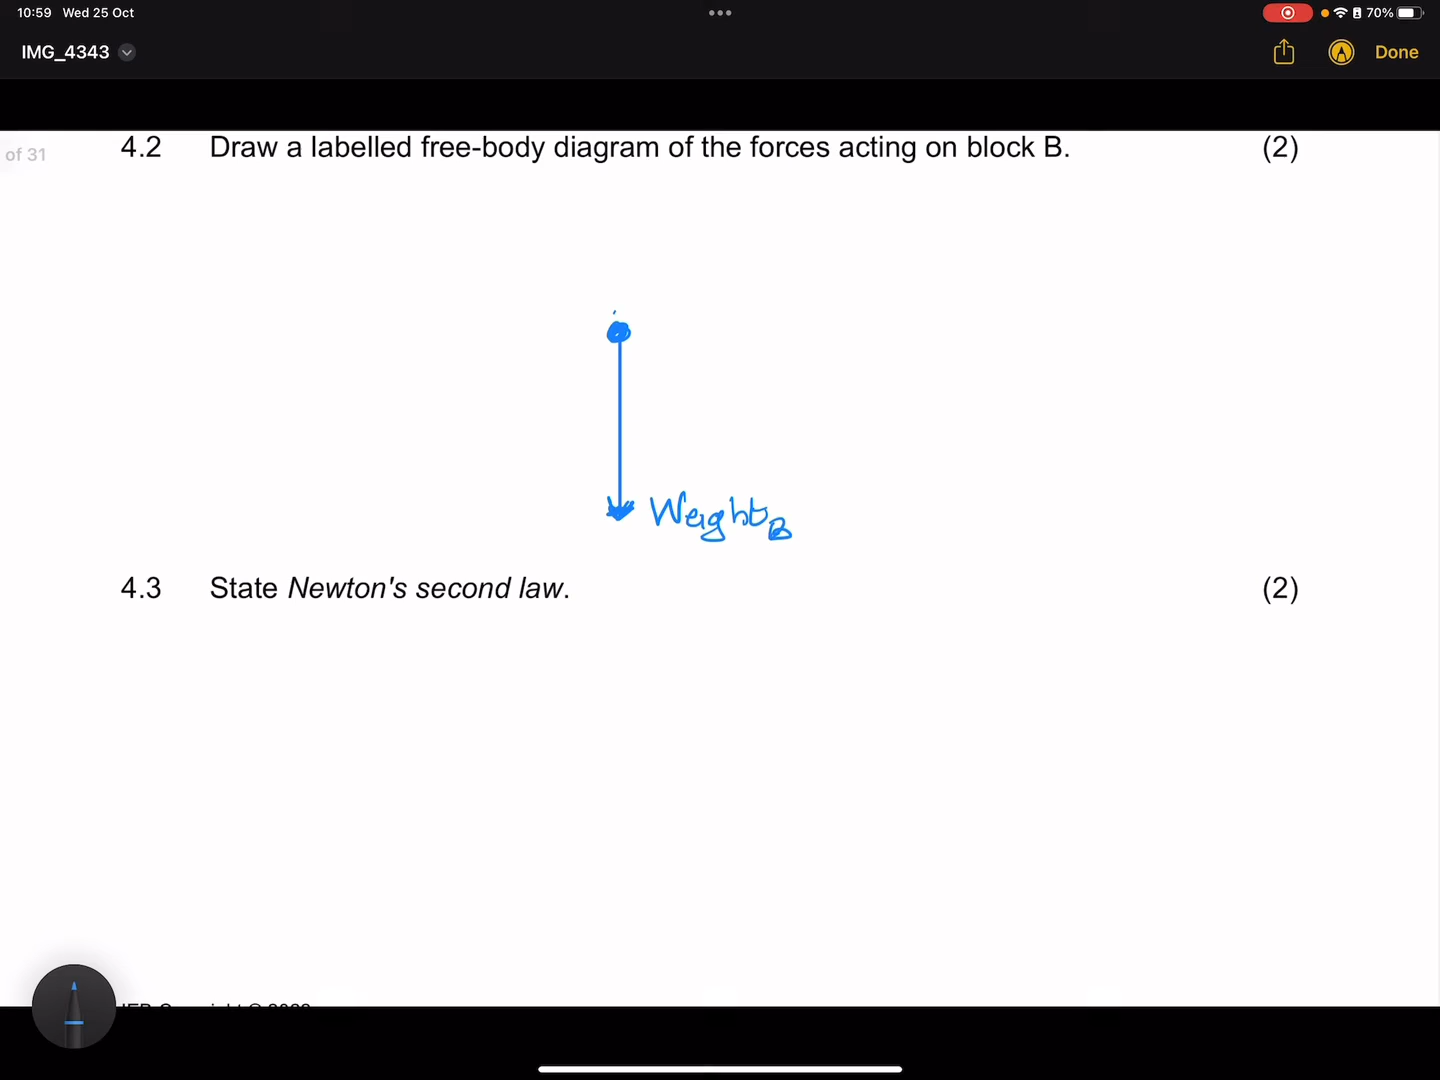 10:59 Wed 25 Oct
70%
IMG_4343
Done
of 31
4.2 Draw a labelled free-body diagram of the forces acting on block B. (2)
Weight B
4.3 State Newton's second law. (2)